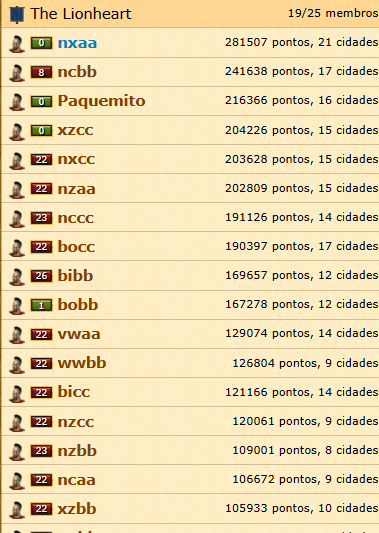 The Lionheart 19/25 membros
0 nxaa 281507 pontos, 21 cidades
8 ncbb 241638 pontos, 17 cidades
0 Paquemito 216366 pontos, 16 cidades
0 xzcc 204226 pontos, 15 cidades
22 nxcc 203628 pontos, 15 cidades
22 nzaa 202809 pontos, 15 cidades
23 nccc 191126 pontos, 14 cidades
22 bocc 190397 pontos, 17 cidades
26 bibb 169657 pontos, 12 cidades
1 bobb 167278 pontos, 12 cidades
22 vwaa 129074 pontos, 14 cidades
22 wwbb 126804 pontos, 9 cidades
22 bicc 121166 pontos, 14 cidades
22 nzcc 120061 pontos, 9 cidades
23 nzbb 109001 pontos, 8 cidades
22 ncaa 106672 pontos, 9 cidades
22 xzbb 105933 pontos, 10 cidades